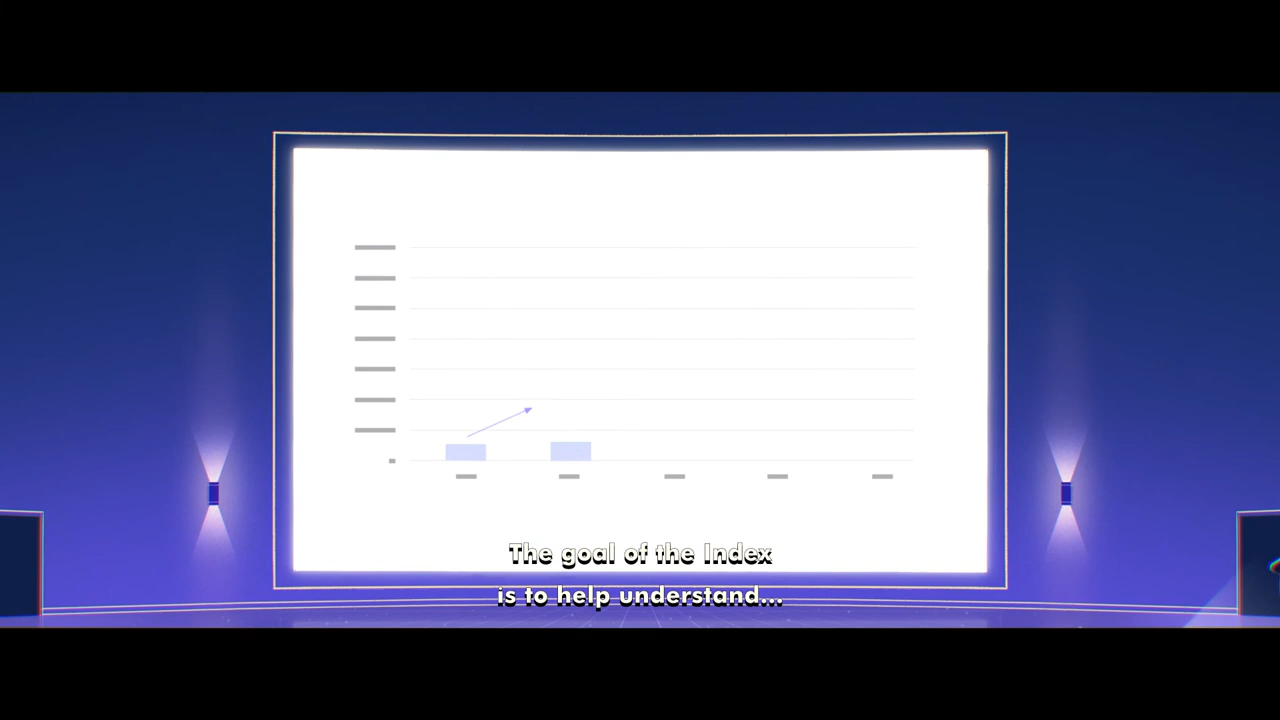 The goal of the Index
is to help understand...